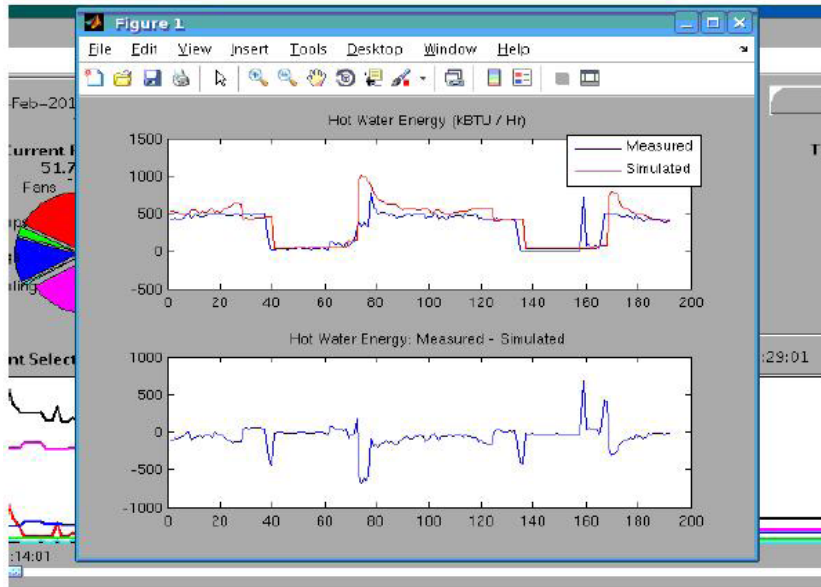 Figure 1
File Edit View Insert Tools Desktop Window Help
-Feb-201
Current
51.7
Fans
ups
ling
nt Select
:14:01
T
:29:01
Hot Water Energy (kBTU / Hr)
Measured
Simulated
1500
1000
500
0
-500
0 20 40 60 80 100 120 140 160 180 200
Hot Water Energy: Measured - Simulated
1000
500
0
-500
-1000
0 20 40 60 80 100 120 140 160 180 200